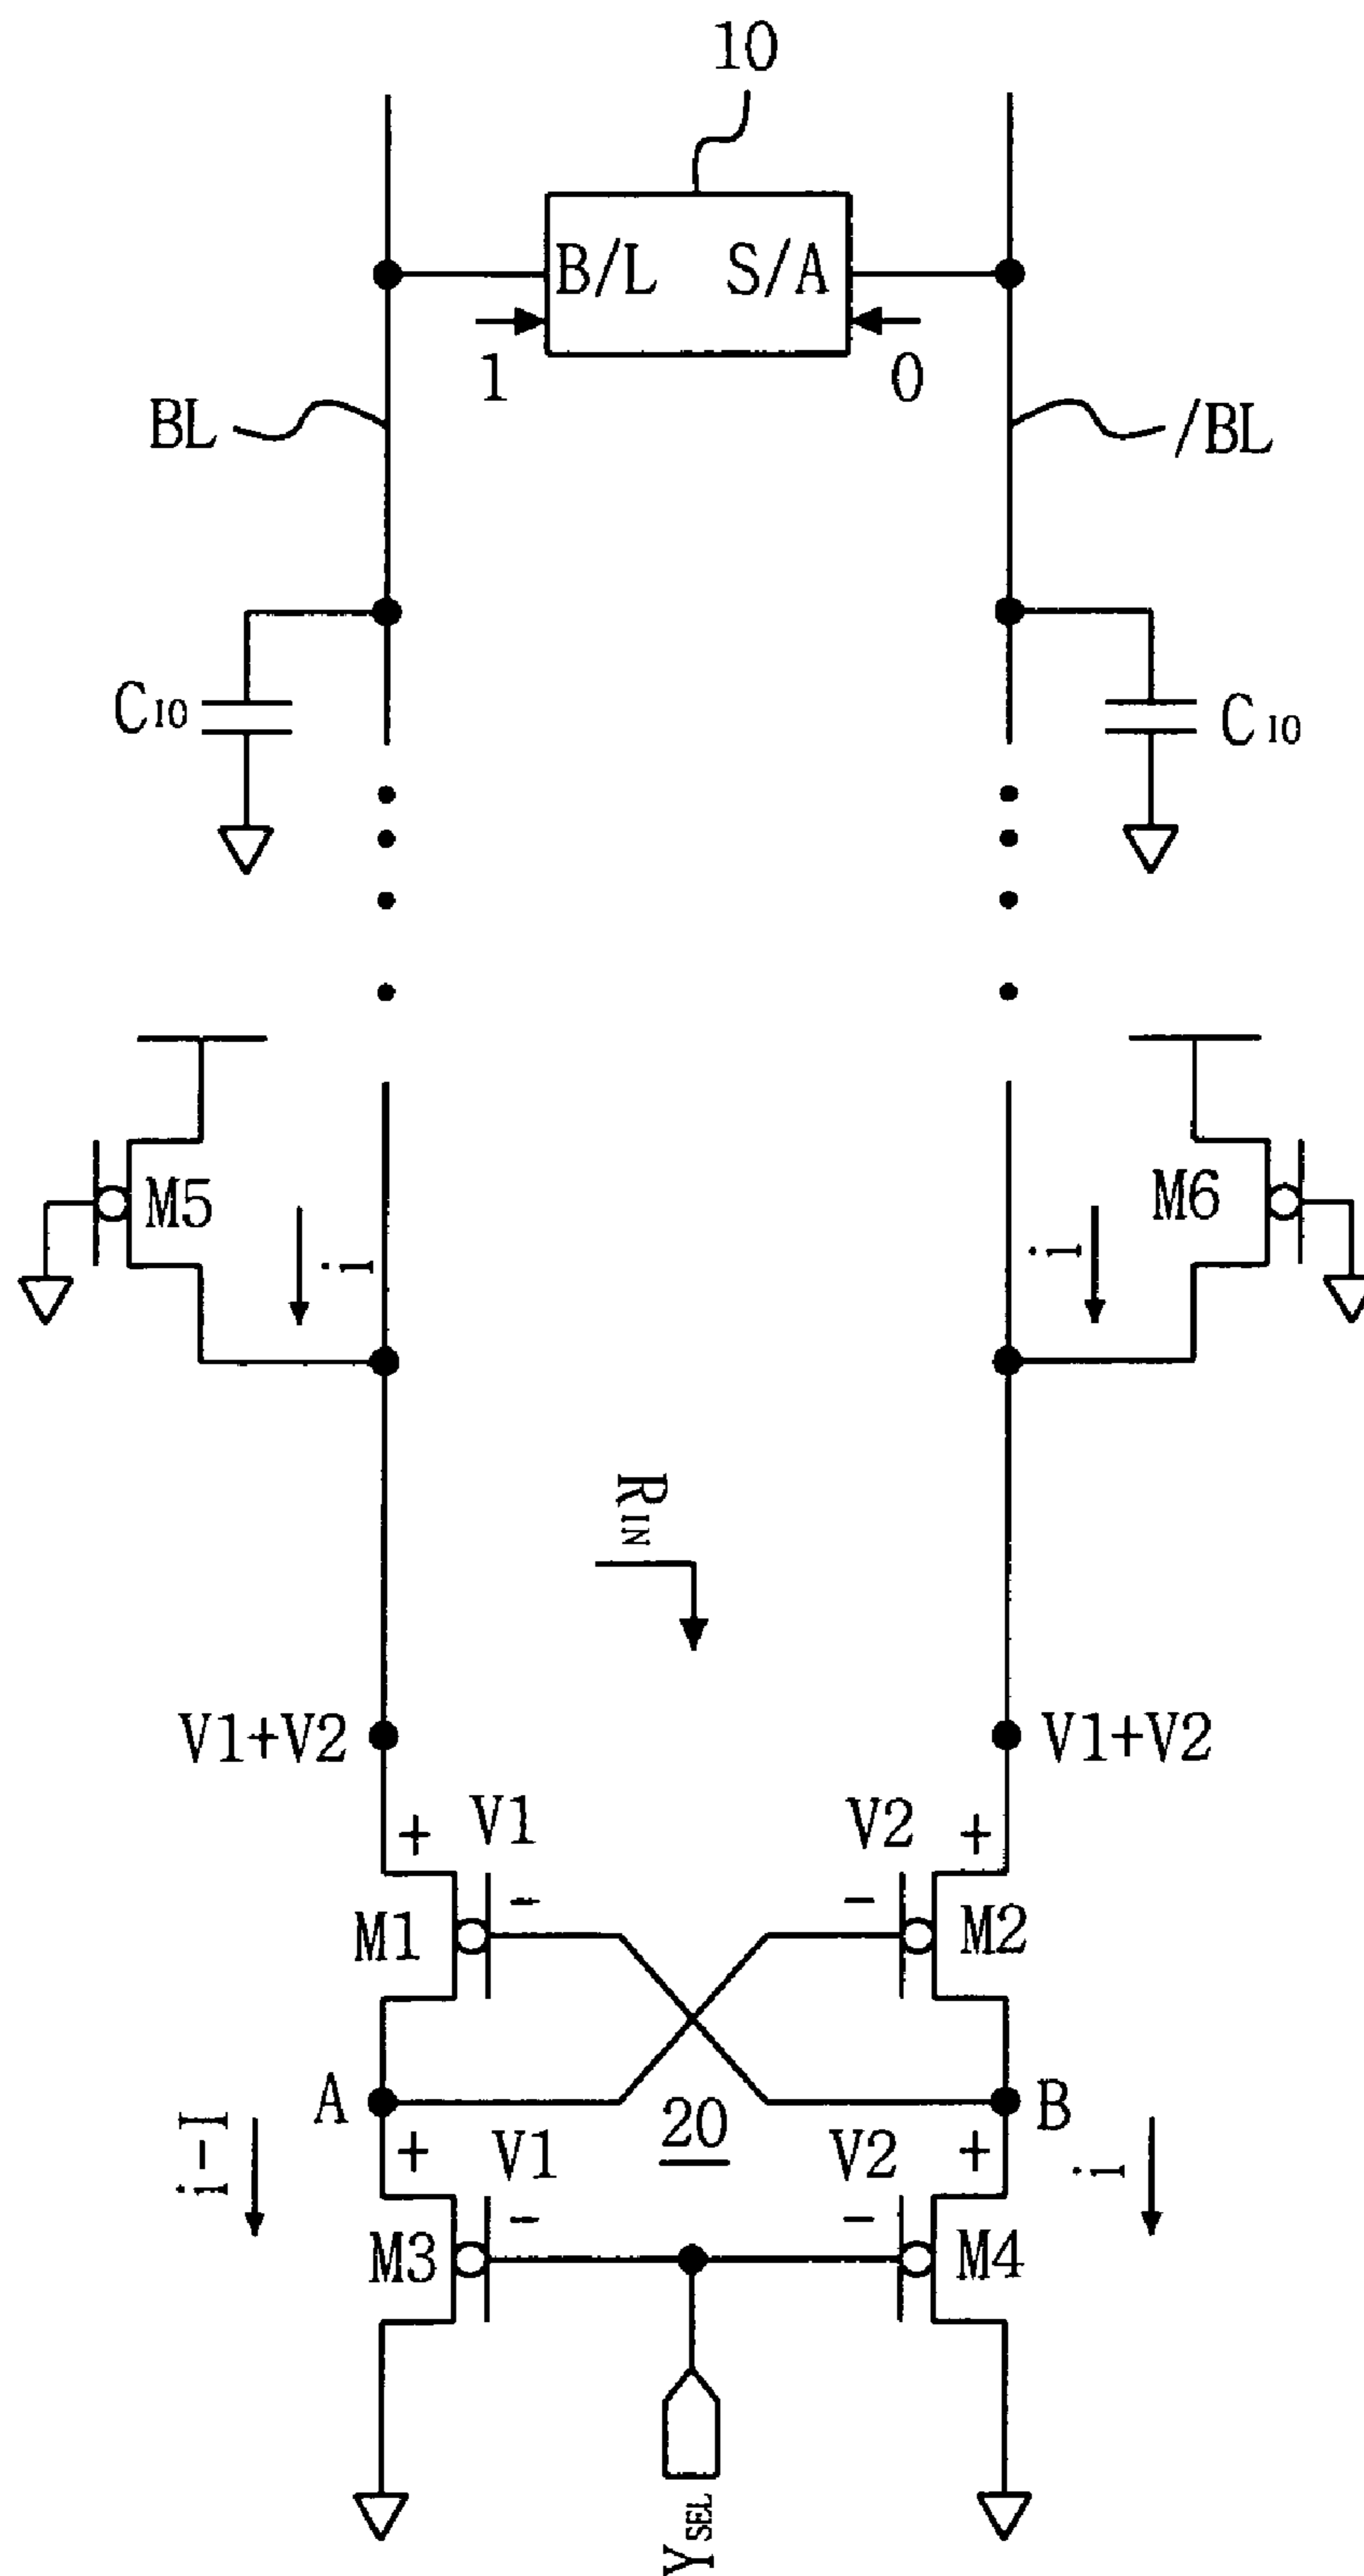 10
B/L S/A
1 0
BL /BL
C10 C10
M5 M6
i i
RIN
V1+V2 V1+V2
+ V1 V2 +
- -
M1 M2
A B
20
i-I i
+ V1 V2 +
- -
M3 M4
YSEL